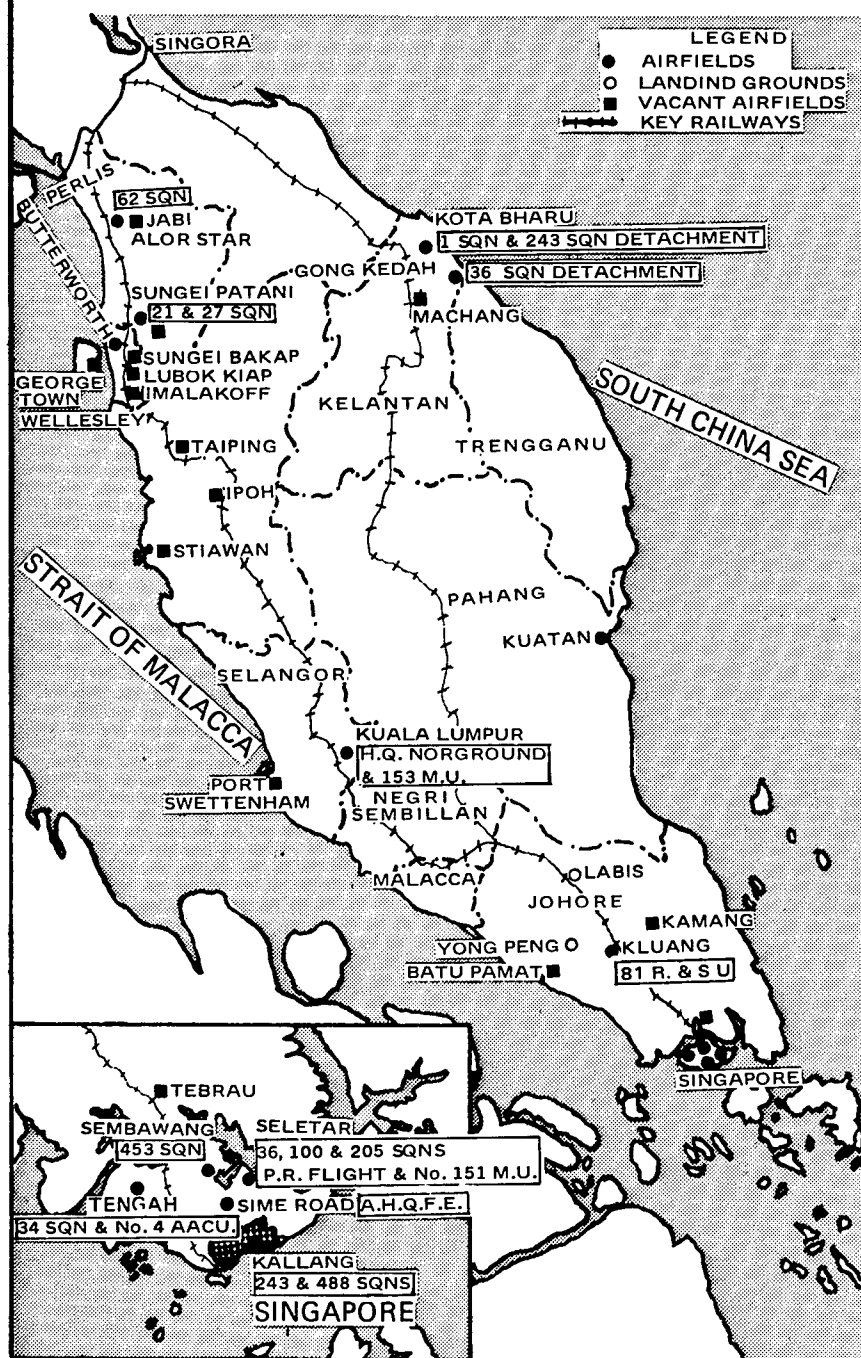 SINGORA
LEGEND
AIRFIELDS
LANDIND GROUNDS
VACANT AIRFIELDS
KEY RAILWAYS
PERLIS
62 SQN
JABI
ALOR STAR
BUTTERWORTH
KOTA BHARU
1 SQN & 243 SQN DETACHMENT
GONG KEDAH
36 SQN DETACHMENT
MACHANG
SUNGEI PATANI
21 & 27 SQN
SUNGEI BAKAP
LUBOK KIAP
IMALAKOFF
GEORGE
TOWN
WELLESLEY
KELANTAN
SOUTH CHINA SEA
TRENGGANU
TAIPING
IPOH
STIAWAN
STRAIT OF MALACCA
PAHANG
KUATAN
SELANGOR
KUALA LUMPUR
H.Q. NORGROUND
& 153 M.U.
PORT
SWETTENHAM
NEGRI
SEMBILLAN
MALACCA
LABIS
JOHORE
KAMANG
YONG PENG
KLUANG
BATU PAMAT
81 R. & S U
SINGAPORE
TEBRAU
SEMBAWANG
453 SQN
SELETAR
36, 100 & 205 SQNS
P.R. FLIGHT & No. 151 M.U.
TENGAH
34 SQN & No. 4 AACU.
SIME ROAD A.H.Q.F.E.
KALLANG
243 & 488 SQNS
SINGAPORE